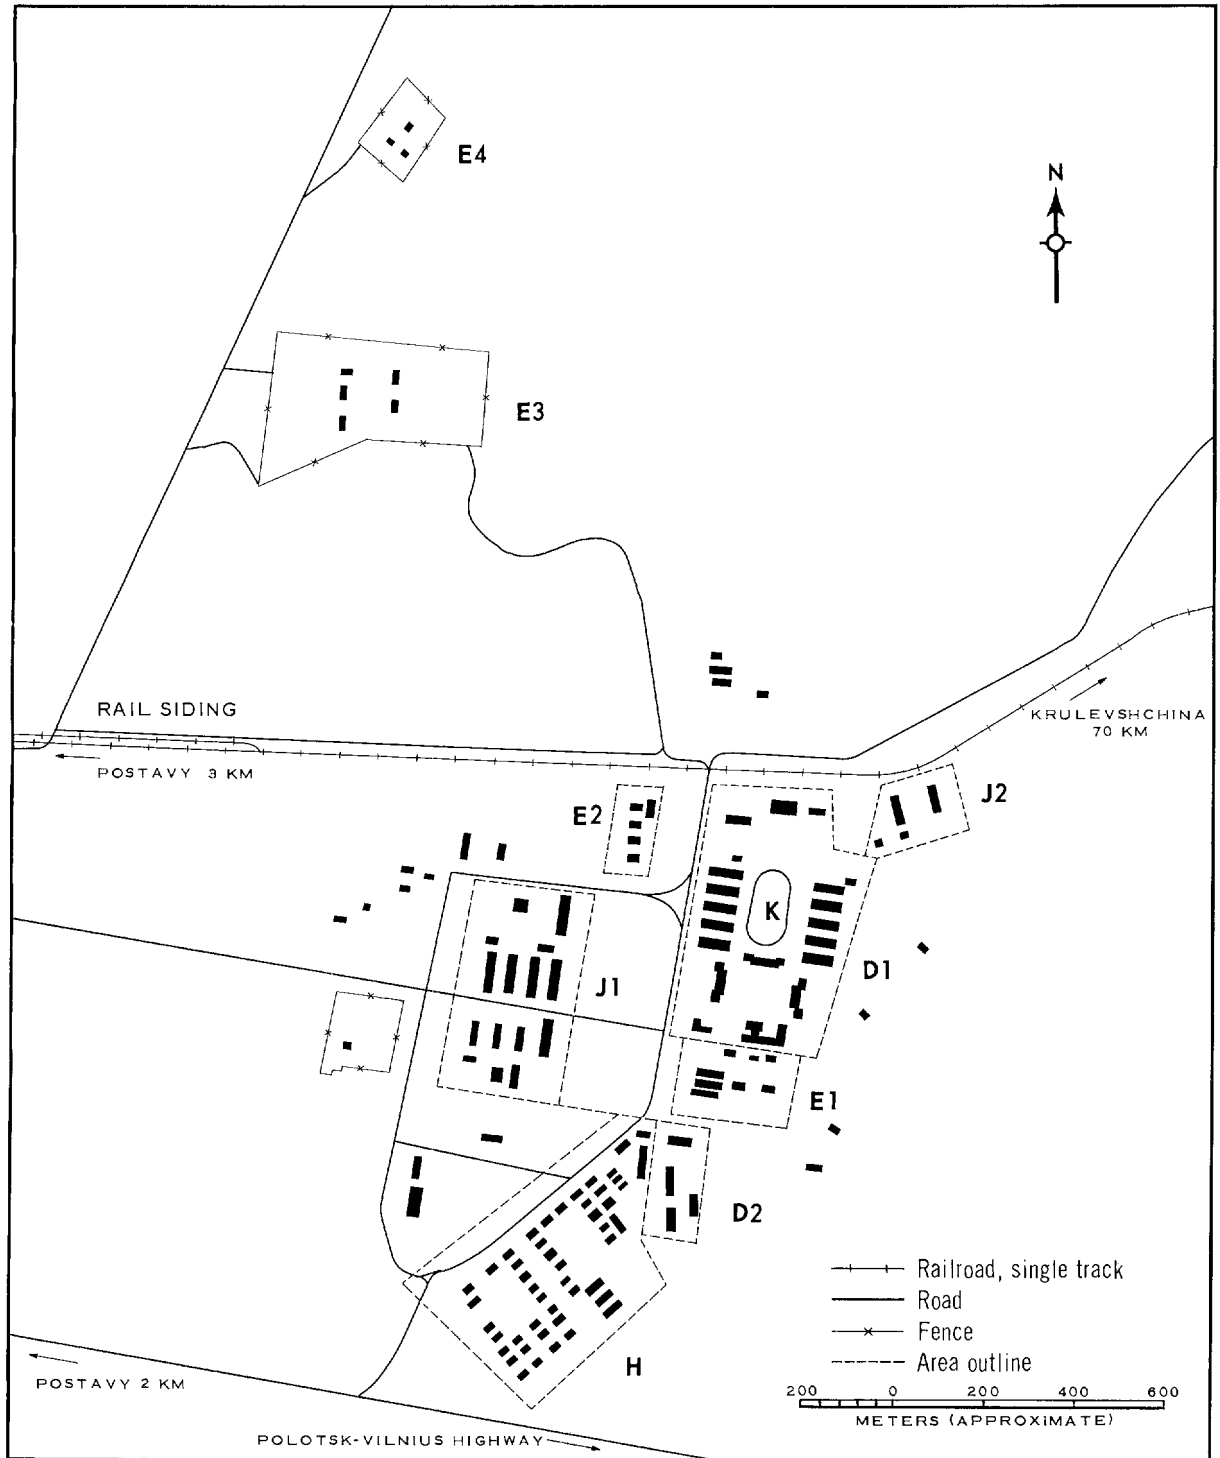 E4
N
E3
RAIL SIDING
KRULEVSHCHINA
70 KM
POSTAVY 3 KM
J2
E2
K
D1
J1
E1
D2
Railroad, single track
Road
Fence
Area outline
H
POSTAVY 2 KM
200 0 200 400 600
METERS (APPROXIMATE)
POLOTSK-VILNIUS HIGHWAY